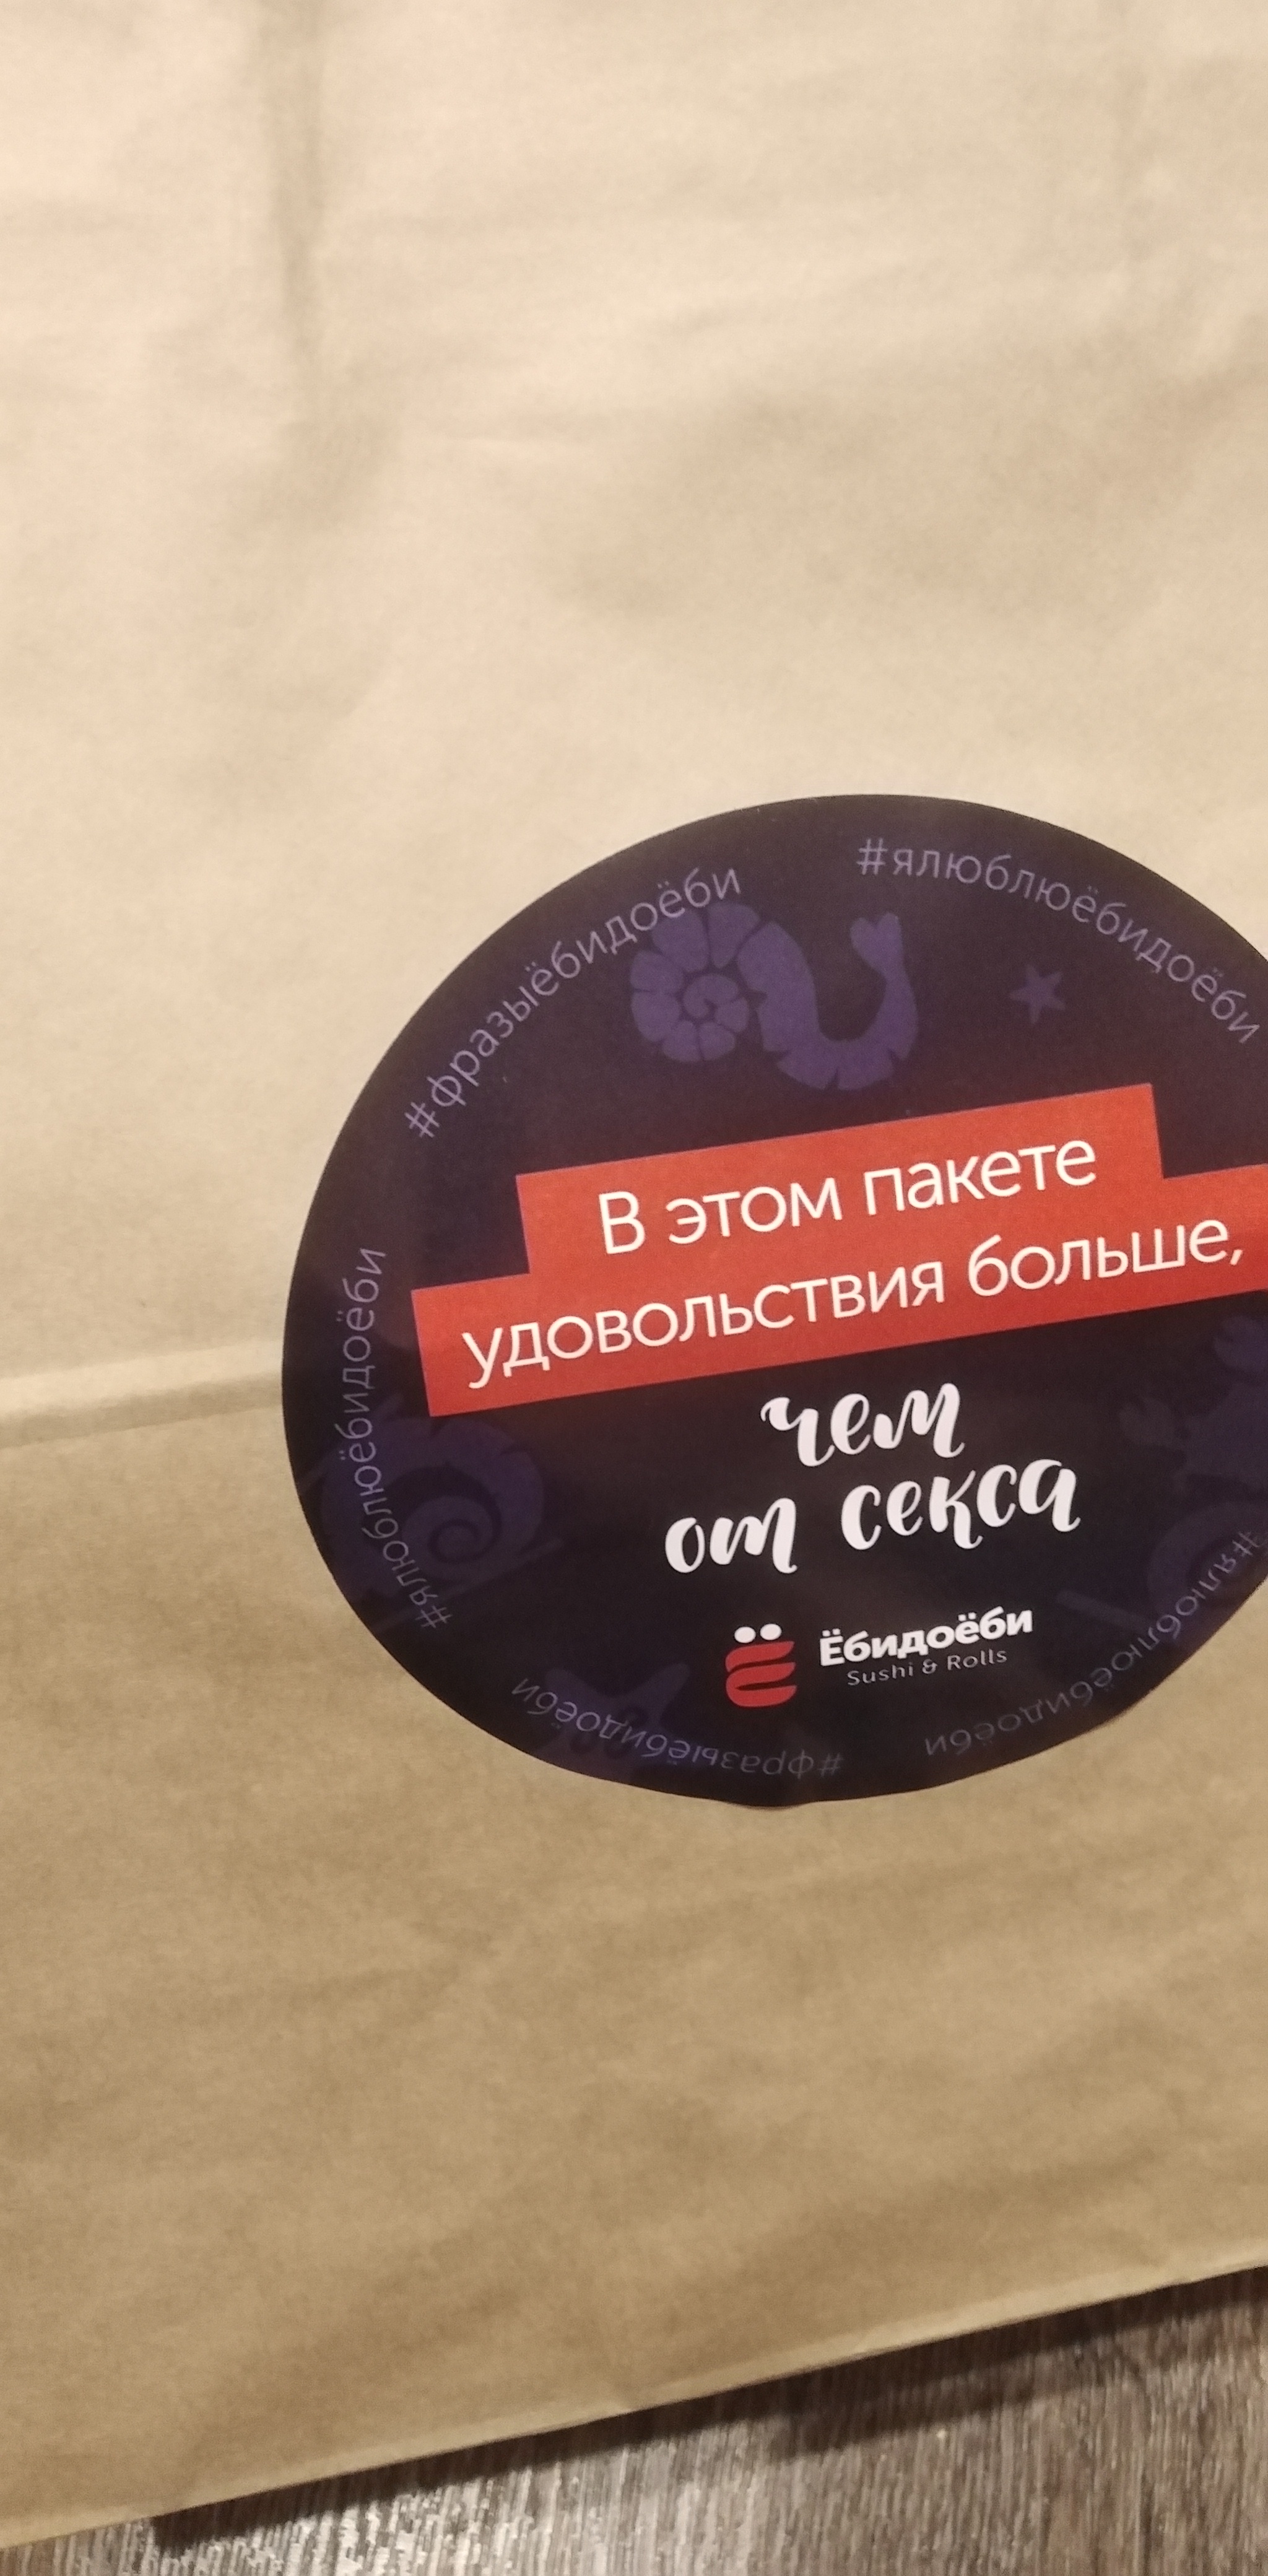 #фразыёбидоёби
#ялюблюёбидоёби
В этом пакете
удовольствия больше,
чем
от секса
Ёбидоёби
Sushi & Rolls
#ялюблюёбидоёби
#фразыёбидоёби
#ялюблюёбидоёби